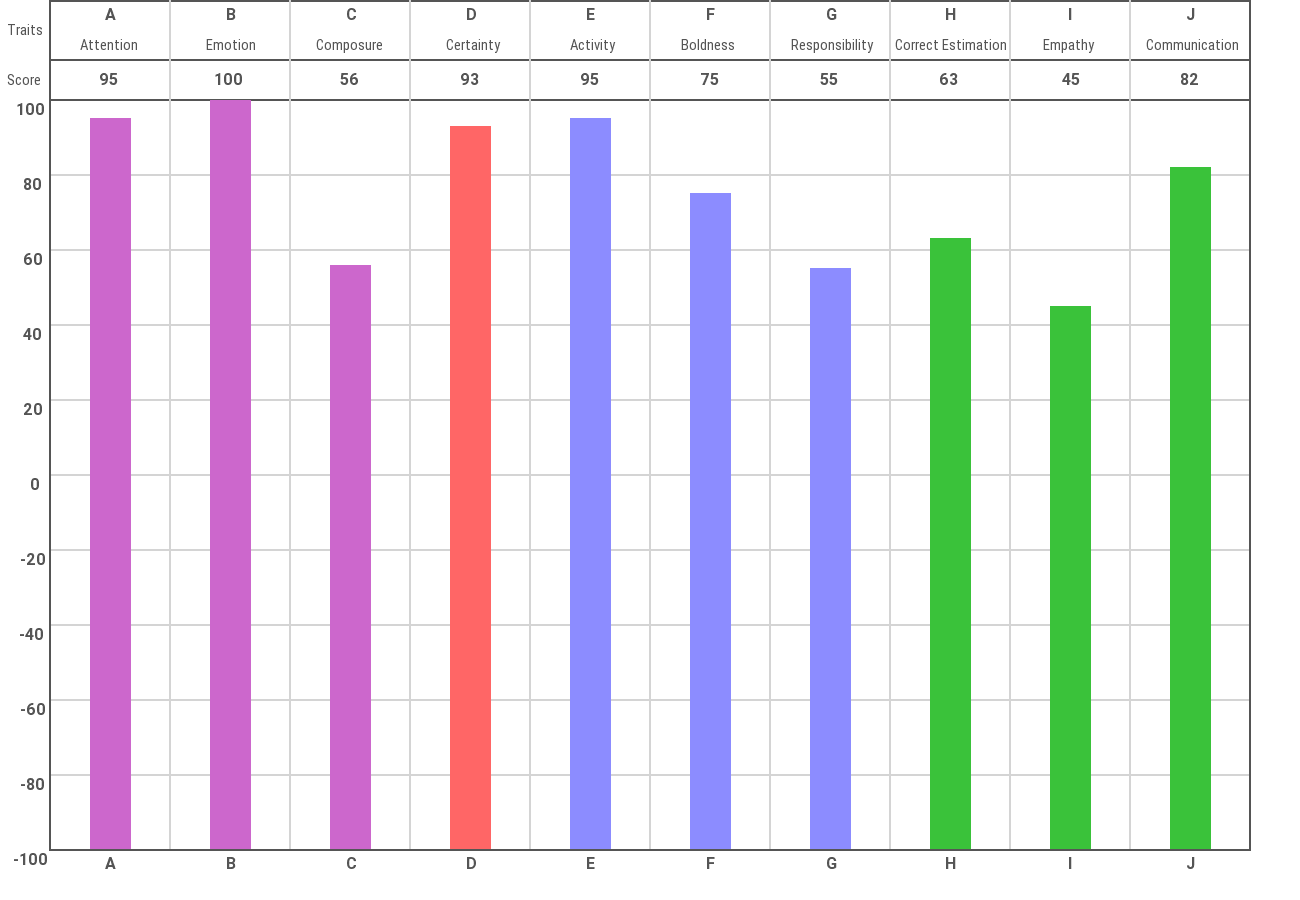 Traits A B C D E F G H I J
Attention Emotion Composure Certainty Activity Boldness Responsibility Correct Estimation Empathy Communication
Score 95 100 56 93 95 75 55 63 45 82
100
80
60
40
20
0
-20
-40
-60
-80
-100
A B C D E F G H I J